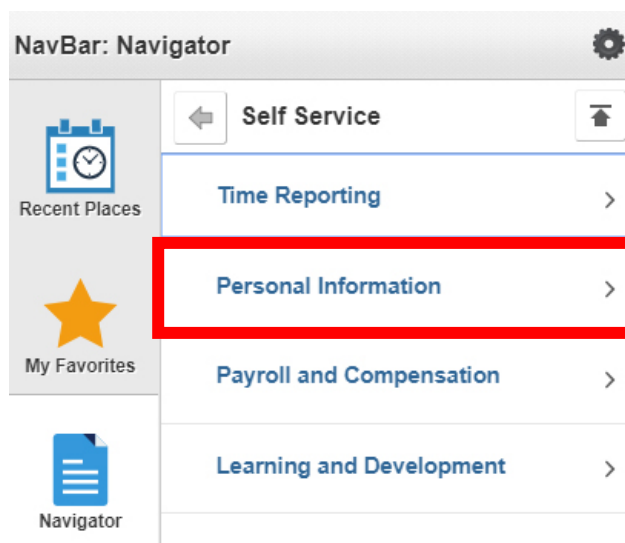 NavBar: Navigator
Self Service
Recent Places
Time Reporting
Personal Information
My Favorites
Payroll and Compensation
Learning and Development
Navigator